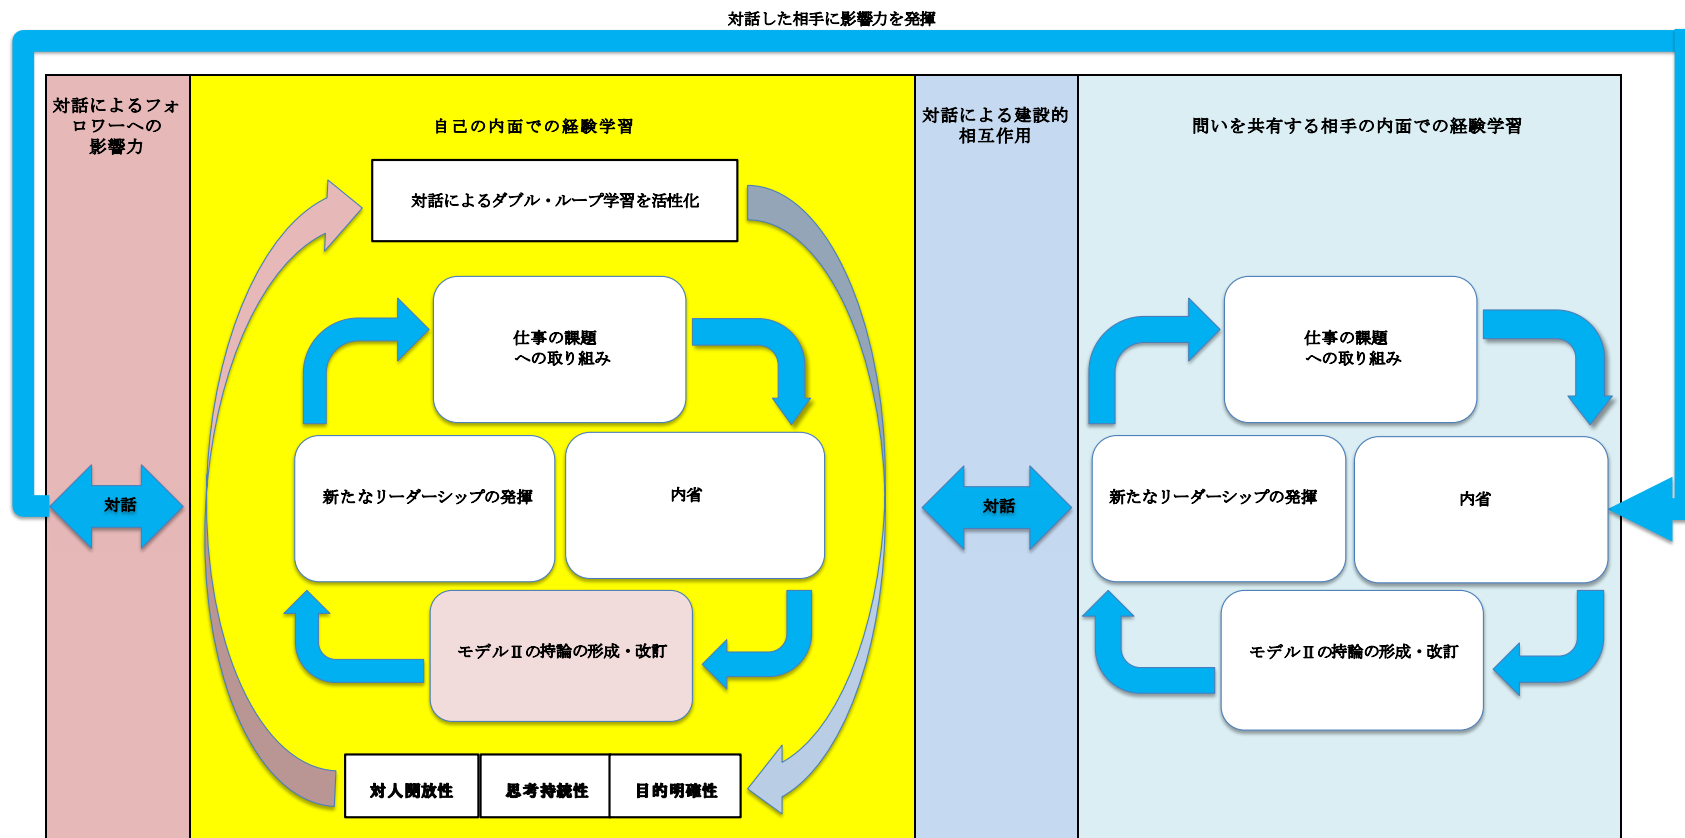 対話した相手に影響力を発揮
対話によるフォ
ロワーへの
影響力
自己の内面での経験学習
対話による建設的
相互作用
問いを共有する相手の内面での経験学習
対話によるダブル・ループ学習を活性化
仕事の課題
への取り組み
新たなリーダーシップの発揮
内省
モデルⅡの持論の形成・改訂
対話
対人開放性
思考持続性
目的明確性
対話
仕事の課題
への取り組み
新たなリーダーシップの発揮
内省
モデルⅡの持論の形成・改訂